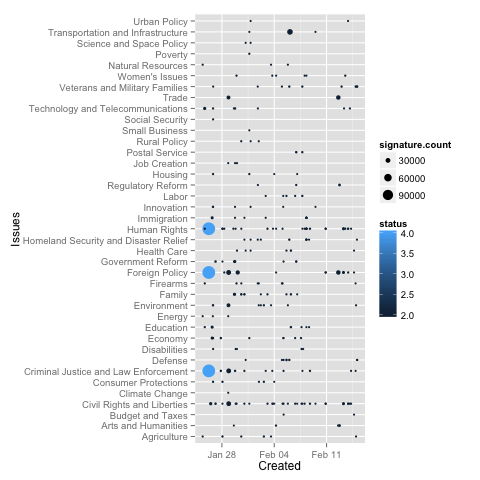 Urban Policy
Transportation and Infrastructure
Science and Space Policy
Poverty
Natural Resources
Women's Issues
Veterans and Military Families
Trade
Technology and Telecommunications
Social Security
Small Business
Rural Policy
Postal Service
Job Creation
Housing
Regulatory Reform
Labor
Innovation
Immigration
Human Rights
Homeland Security and Disaster Relief
Health Care
Government Reform
Foreign Policy
Firearms
Family
Environment
Energy
Education
Economy
Disabilities
Defense
Criminal Justice and Law Enforcement
Consumer Protections
Climate Change
Civil Rights and Liberties
Budget and Taxes
Arts and Humanities
Agriculture
Issues
Jan 28 Feb 04 Feb 11
Created
signature.count
30000
60000
90000
status
4.0
3.5
3.0
2.5
2.0